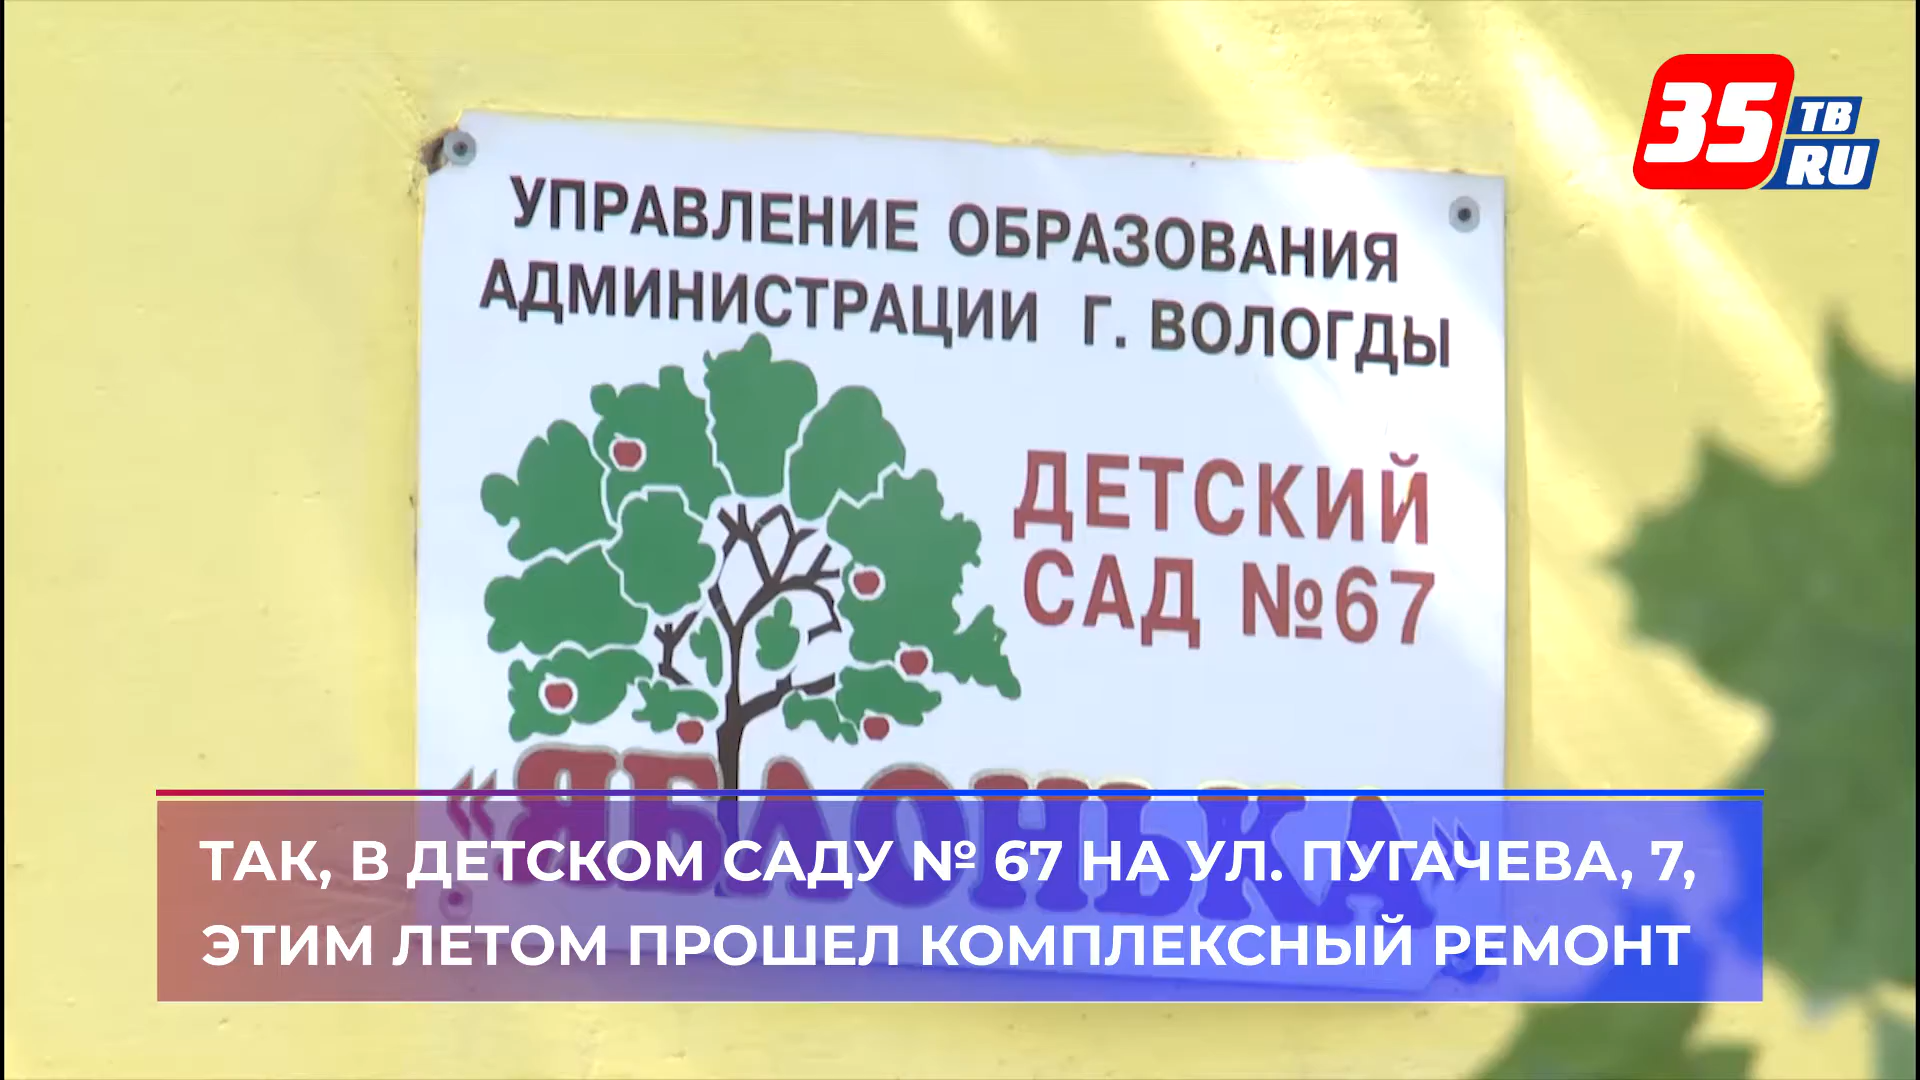 35
ТВ
RU
УПРАВЛЕНИЕ ОБРАЗОВАНИЯ
АДМИНИСТРАЦИИ Г. ВОЛОГДЫ
ДЕТСКИЙ
САД №67
"ЯБЛОНЬКА"
ТАК, В ДЕТСКОМ САДУ № 67 НА УЛ. ПУГАЧЕВА, 7,
ЭТИМ ЛЕТОМ ПРОШЕЛ КОМПЛЕКСНЫЙ РЕМОНТ